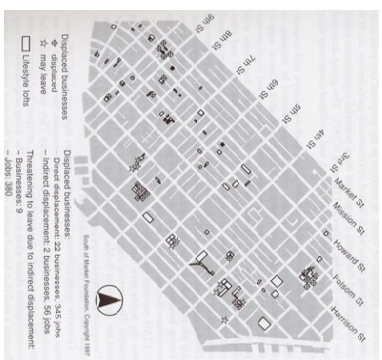 9th St
8th St
7th St
6th St
5th St
4th St
3rd St
Market St
Mission St
Howard St
Folsom St
Harrison St
Displaced businesses
displaced
may leave
Lifestyle lofts
Displaced businesses:
Direct displacement: 22 businesses, 345 jobs
– Indirect displacement: 2 businesses, 56 jobs
Threatening to leave due to indirect displacement:
– Businesses: 9
– Jobs: 380
South of Market Foundation. Copyright 1997